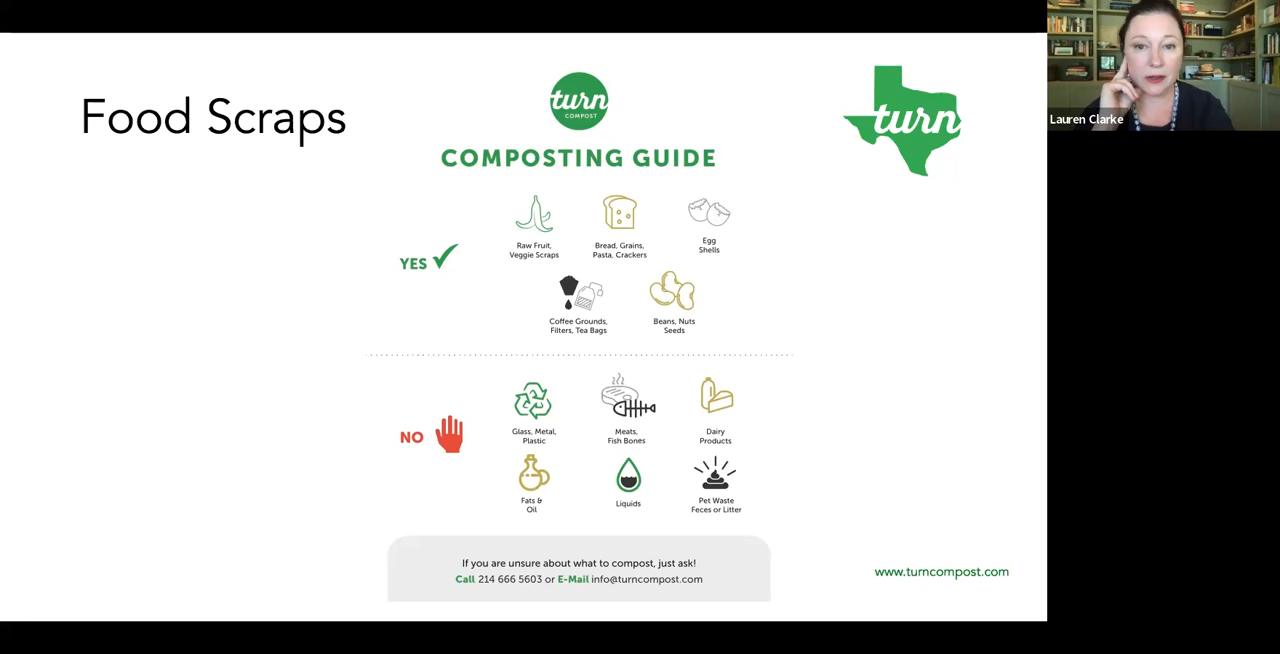 Food Scraps
turn
COMPOST
COMPOSTING GUIDE
turn
Lauren Clarke
YES
Raw Fruit,
Veggie Scraps
Bread, Grains,
Pasta, Crackers
Egg
Shells
Coffee Grounds,
Filters, Tea Bags
Beans, Nuts
Seeds
NO
Glass, Metal,
Plastic
Meats,
Fish Bones
Dairy
Products
Fats &
Oil
Liquids
Pet Waste
Feces or Litter
If you are unsure about what to compost, just ask!
Call 214 666 5603 or E-Mail info@turncompost.com
www.turncompost.com